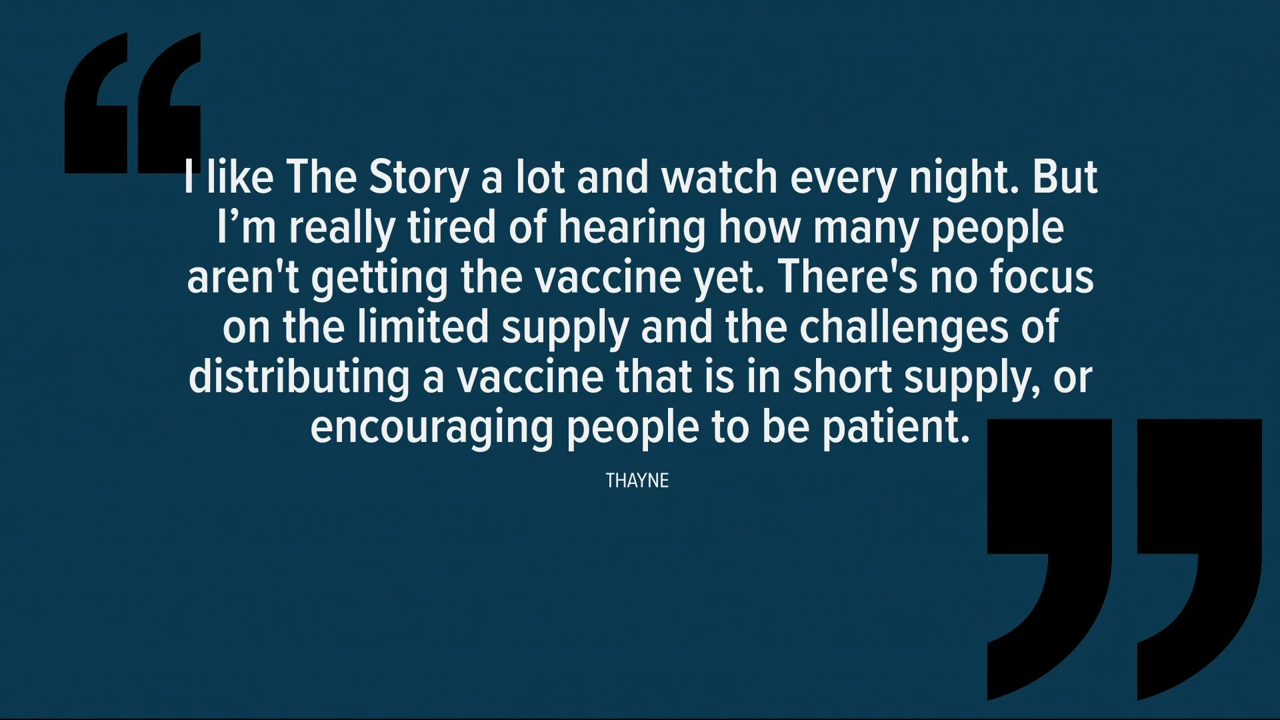 I like The Story a lot and watch every night. But
I’m really tired of hearing how many people
aren't getting the vaccine yet. There's no focus
on the limited supply and the challenges of
distributing a vaccine that is in short supply, or
encouraging people to be patient.
THAYNE